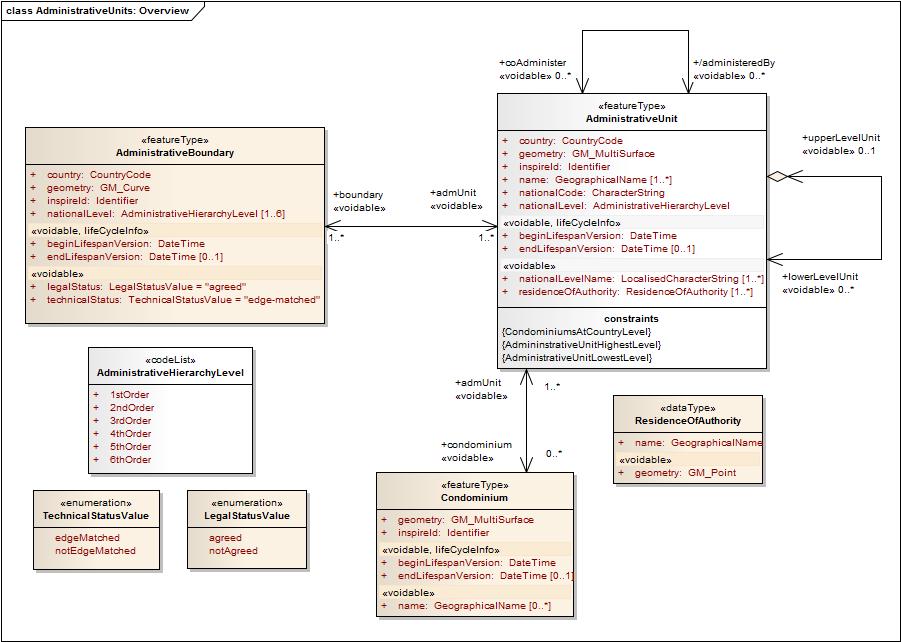 class AdministrativeUnits: Overview
+coAdminister
«voidable» 0..*
+/administeredBy
«voidable» 0..*
«featureType»
AdministrativeUnit
+ country: CountryCode
+ geometry: GM_MultiSurface
+ inspireId: Identifier
+ name: GeographicalName [1..*]
+ nationalCode: CharacterString
+ nationalLevel: AdministrativeHierarchyLevel
«voidable, lifeCycleInfo»
+ beginLifespanVersion: DateTime
+ endLifespanVersion: DateTime [0..1]
«voidable»
+ nationalLevelName: LocalisedCharacterString [1..*]
+ residenceOfAuthority: ResidenceOfAuthority [1..*]
constraints
{CondominiumsAtCountryLevel}
{AdmininstrativeUnitHighestLevel}
{AdministrativeUnitLowestLevel}
+upperLevelUnit
«voidable» 0..1
+lowerLevelUnit
«voidable» 0..*
«featureType»
AdministrativeBoundary
+ country: CountryCode
+ geometry: GM_Curve
+ inspireId: Identifier
+ nationalLevel: AdministrativeHierarchyLevel [1..6]
«voidable, lifeCycleInfo»
+ beginLifespanVersion: DateTime
+ endLifespanVersion: DateTime [0..1]
«voidable»
+ legalStatus: LegalStatusValue = "agreed"
+ technicalStatus: TechnicalStatusValue = "edge-matched"
+boundary
«voidable»
1..*
+admUnit
«voidable»
1..*
«codeList»
AdministrativeHierarchyLevel
+ 1stOrder
+ 2ndOrder
+ 3rdOrder
+ 4thOrder
+ 5thOrder
+ 6thOrder
+admUnit
«voidable»
1..*
+condominium
«voidable»
0..*
«dataType»
ResidenceOfAuthority
+ name: GeographicalName
«voidable»
+ geometry: GM_Point
«enumeration»
TechnicalStatusValue
edgeMatched
notEdgeMatched
«enumeration»
LegalStatusValue
agreed
notAgreed
«featureType»
Condominium
+ geometry: GM_MultiSurface
+ inspireId: Identifier
«voidable, lifeCycleInfo»
+ beginLifespanVersion: DateTime
+ endLifespanVersion: DateTime [0..1]
«voidable»
+ name: GeographicalName [0..*]